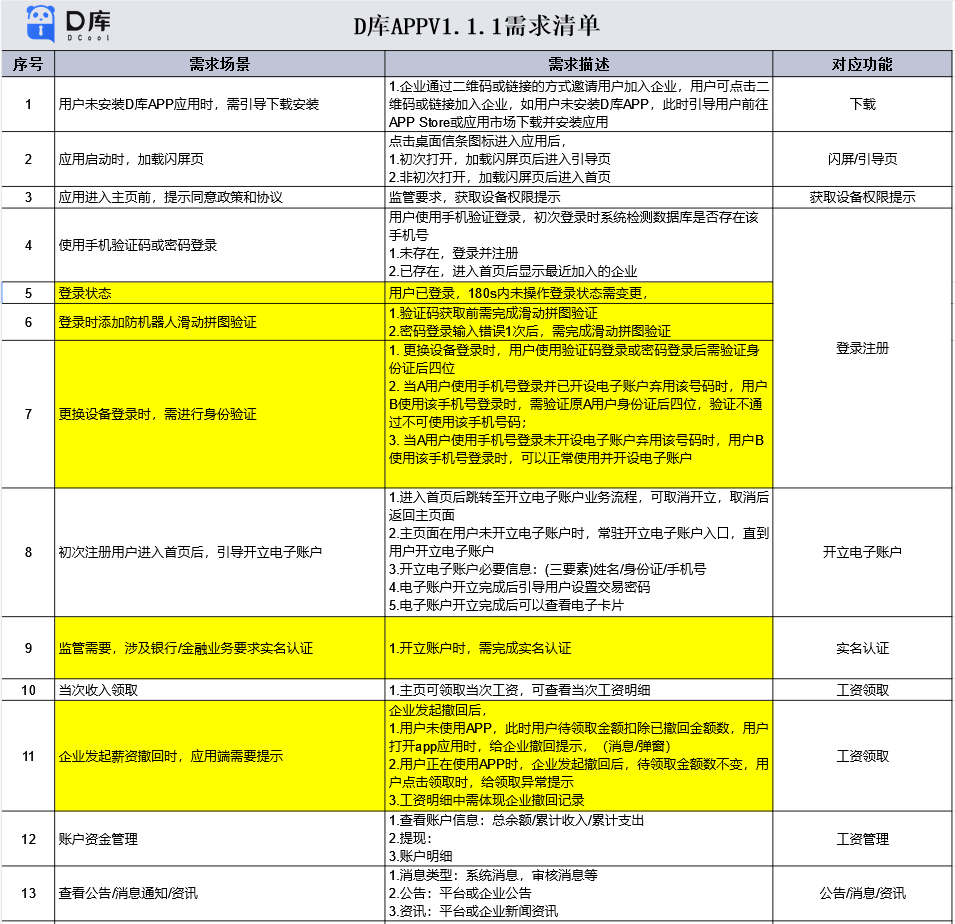 D库
DCool
D库APPV1.1.1需求清单
序号 需求场景 需求描述 对应功能
1 用户未安装D库APP应用时，需引导下载安装
1.企业通过二维码或链接的方式邀请用户加入企业，用户可点击二
维码或链接加入企业，如用户未安装D库APP，此时引导用户前往
APP Store或应用市场下载并安装应用
下载
2 应用启动时，加载闪屏页
点击桌面信条图标进入应用后，
1.初次打开，加载闪屏页后进入引导页
2.非初次打开，加载闪屏页后进入首页
闪屏/引导页
3 应用进入主页前，提示同意政策和协议 监管要求，获取设备权限提示 获取设备权限提示
4 使用手机验证码或密码登录
用户使用手机验证登录，初次登录时系统检测数据库是否存在该
手机号
1.未存在，登录并注册
2.已存在，进入首页后显示最近加入的企业
5 登录状态 用户已登录，180s内未操作登录状态需变更，
6 登录时添加防机器人滑动拼图验证
1.验证码获取前需完成滑动拼图验证
2.密码登录输入错误1次后，需完成滑动拼图验证
登录注册
7 更换设备登录时，需进行身份验证
1. 更换设备登录时，用户使用验证码登录或密码登录后需验证身
份证后四位
2. 当A用户使用手机号登录并已开设电子账户弃用该号码时，用户
B使用该手机号登录时，需验证原A用户身份证后四位，验证不通
过不可使用该手机号码；
3. 当A用户使用手机号登录未开设电子账户弃用该号码时，用户B
使用该手机号登录时，可以正常使用并开设电子账户
8 初次注册用户进入首页后，引导开立电子账户
1.进入首页后跳转至开立电子账户业务流程，可取消开立，取消后
返回主页面
2.主页面在用户未开立电子账户时，常驻开立电子账户入口，直到
用户开立电子账户
3.开立电子账户必要信息：(三要素)姓名/身份证/手机号
4.电子账户开立完成后引导用户设置交易密码
5.电子账户开立完成后可以查看电子卡片
开立电子账户
9 监管需要，涉及银行/金融业务要求实名认证 1.开立账户时，需完成实名认证 实名认证
10 当次收入领取 1.主页可领取当次工资，可查看当次工资明细 工资领取
11 企业发起薪资撤回时，应用端需要提示
企业发起撤回后，
1.用户未使用APP，此时用户待领取金额扣除已撤回金额数，用户
打开app应用时，给企业撤回提示，（消息/弹窗）
2.用户正在使用APP时，企业发起撤回后，待领取金额数不变，用
户点击领取时，给领取异常提示
3.工资明细中需体现企业撤回记录
工资领取
12 账户资金管理
1.查看账户信息：总余额/累计收入/累计支出
2.提现：
3.账户明细
工资管理
13 查看公告/消息通知/资讯
1.消息类型：系统消息，审核消息等
2.公告：平台或企业公告
3.资讯：平台或企业新闻资讯
公告/消息/资讯